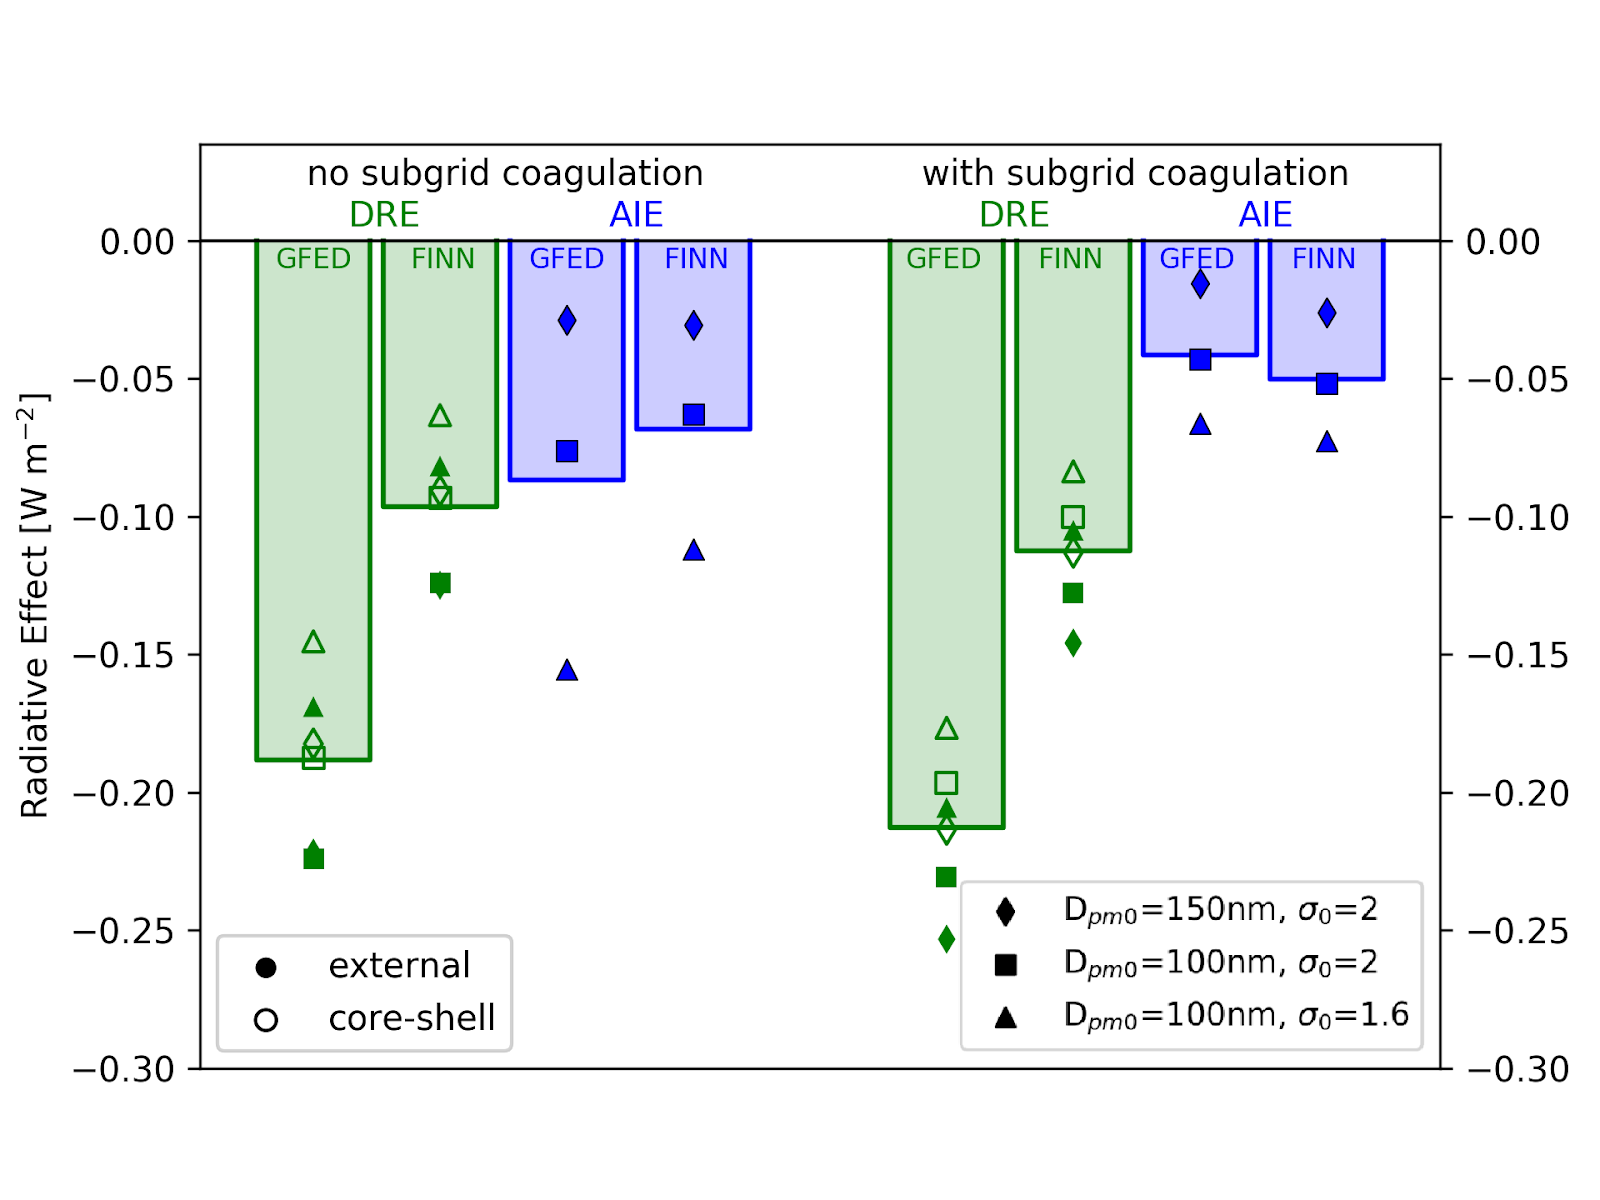 no subgrid coagulation
with subgrid coagulation
DRE
AIE
DRE
AIE
GFED
FINN
GFED
FINN
GFED
FINN
GFED
FINN
0.00
−0.05
−0.10
−0.15
−0.20
−0.25
−0.30
0.00
−0.05
−0.10
−0.15
−0.20
−0.25
−0.30
Radiative Effect [W m⁻²]
external
core-shell
Dₚₘ₀=150nm, σ₀=2
Dₚₘ₀=100nm, σ₀=2
Dₚₘ₀=100nm, σ₀=1.6